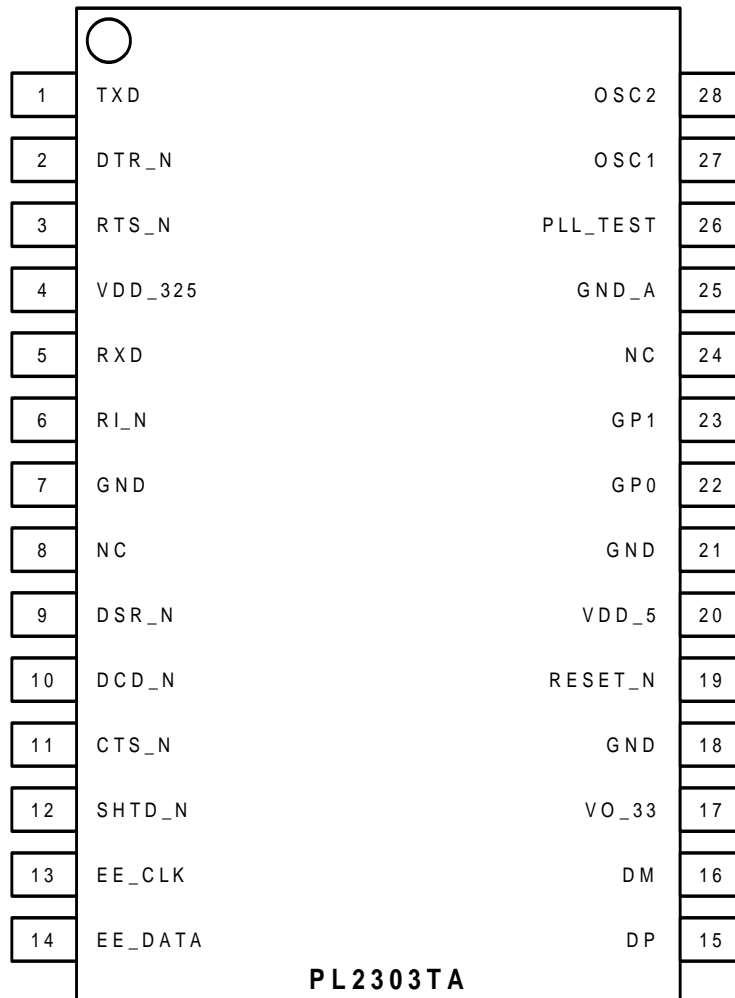 1 TXD OSC2 28
2 DTR_N OSC1 27
3 RTS_N PLL_TEST 26
4 VDD_325 GND_A 25
5 RXD NC 24
6 RI_N GP1 23
7 GND GP0 22
8 NC GND 21
9 DSR_N VDD_5 20
10 DCD_N RESET_N 19
11 CTS_N GND 18
12 SHTD_N VO_33 17
13 EE_CLK DM 16
14 EE_DATA DP 15
PL2303TA